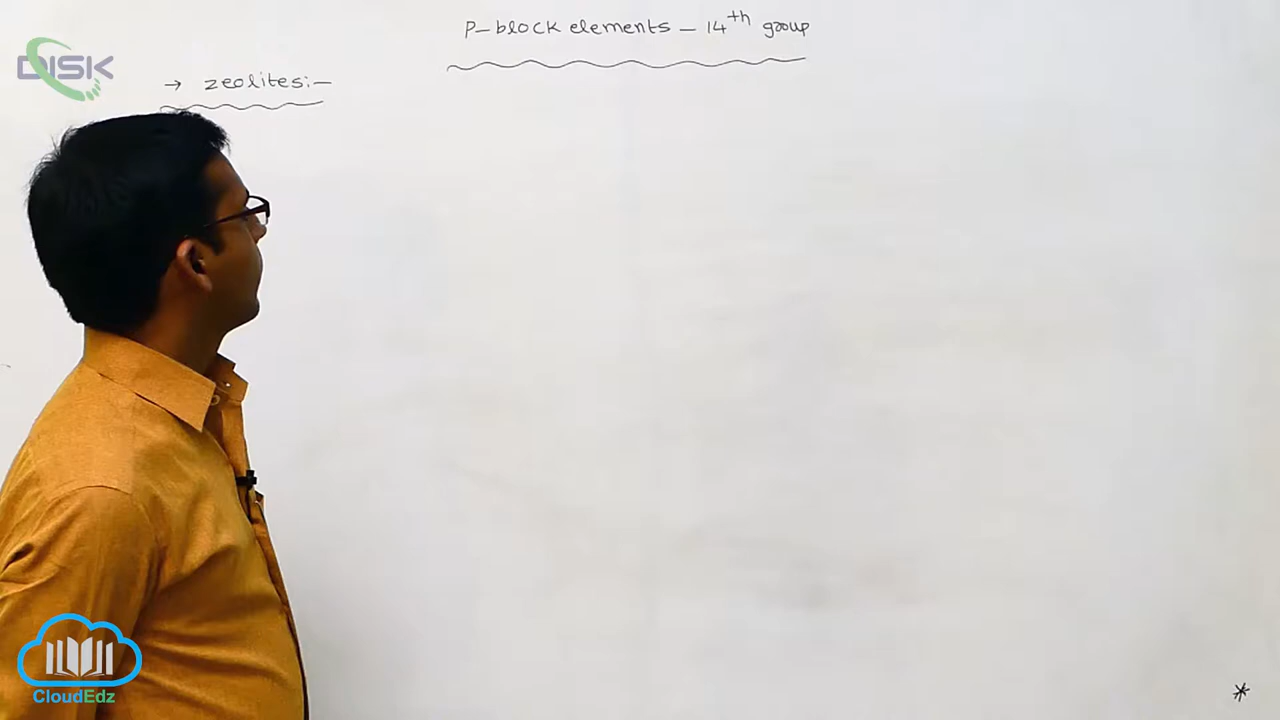 P-block elements - 14th group
DISK
→ zeolites:-
CloudEdz
*